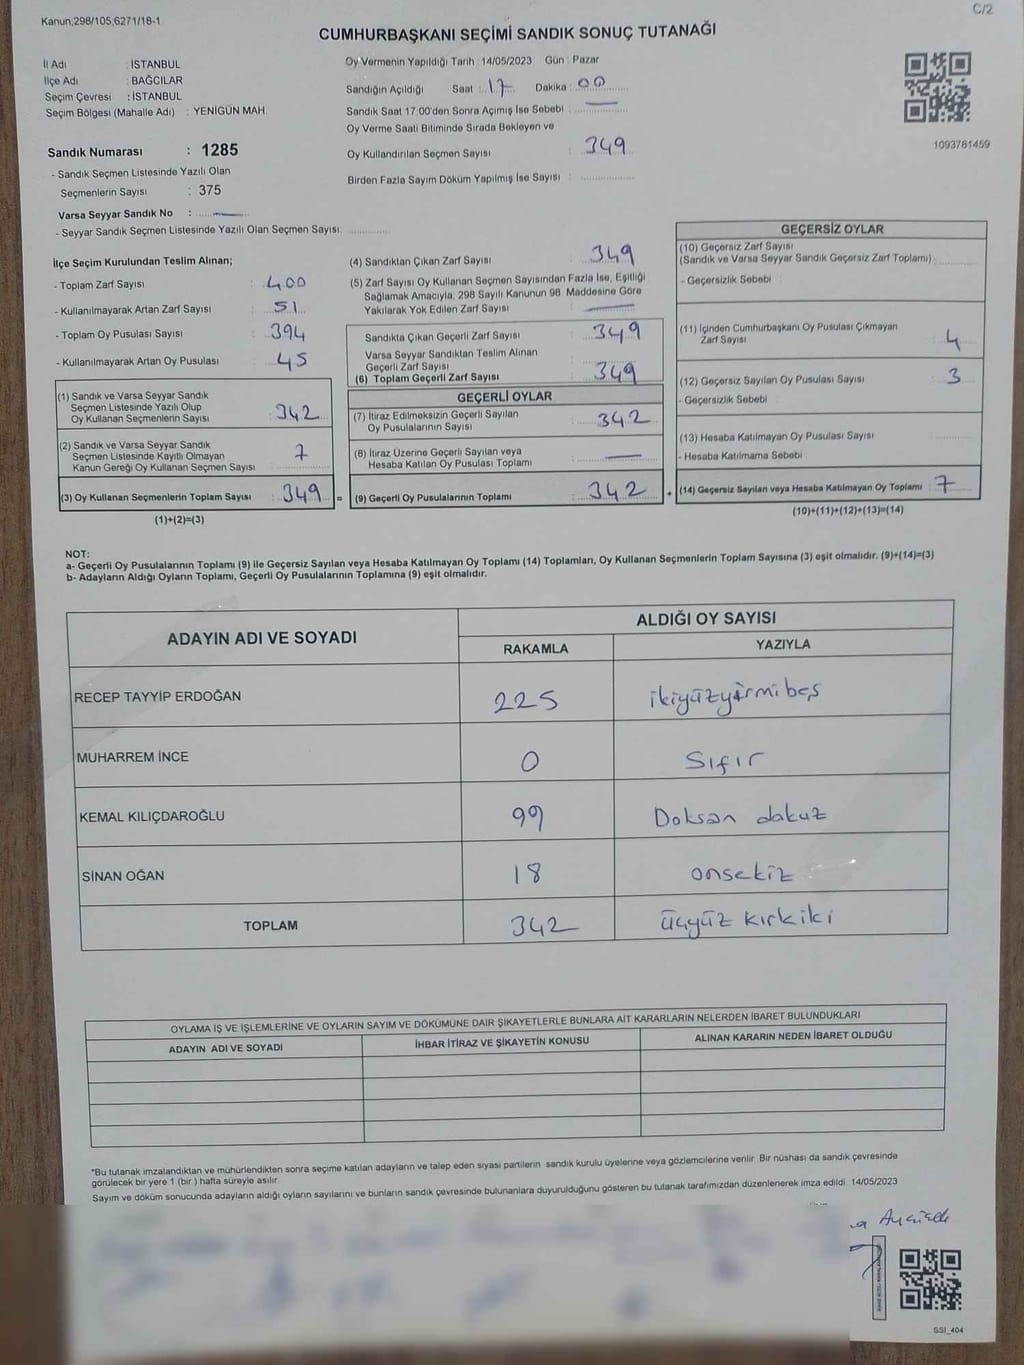 Kanun,298/105,6271/18-1
C/2
CUMHURBAŞKANI SEÇİMİ SANDIK SONUÇ TUTANAĞI
İl Adı : İSTANBUL
İlçe Adı : BAĞCILAR
Seçim Çevresi : İSTANBUL
Seçim Bölgesi (Mahalle Adı) : YENİGÜN MAH.
Sandık Numarası : 1285
- Sandık Seçmen Listesinde Yazılı Olan
Seçmenlerin Sayısı : 375
Varsa Seyyar Sandık No :
- Seyyar Sandık Seçmen Listesinde Yazılı Olan Seçmen Sayısı:
Oy Vermenin Yapıldığı Tarih : 14/05/2023 Gün : Pazar
Sandığın Açıldığı Saat : 17 Dakika : 00
Sandık Saat 17:00'den Sonra Açımış İse Sebebi :
Oy Verme Saati Bitiminde Sırada Bekleyen ve
Oy Kullandırılan Seçmen Sayısı : 349
Birden Fazla Sayım Döküm Yapılmış İse Sayısı :
1093781459
İlçe Seçim Kurulundan Teslim Alınan;
- Toplam Zarf Sayısı : 400
- Kullanılmayarak Artan Zarf Sayısı : 51
- Toplam Oy Pusulası Sayısı : 394
- Kullanılmayarak Artan Oy Pusulası : 45
(1) Sandık ve Varsa Seyyar Sandık
Seçmen Listesinde Yazılı Olup
Oy Kullanan Seçmenlerin Sayısı : 342
(2) Sandık ve Varsa Seyyar Sandık
Seçmen Listesinde Kayıtlı Olmayan
Kanun Gereği Oy Kullanan Seçmen Sayısı : 7
(3) Oy Kullanan Seçmenlerin Toplam Sayısı : 349 =
(1)+(2)=(3)
(4) Sandıktan Çıkan Zarf Sayısı : 349
(5) Zarf Sayısı Oy Kullanan Seçmen Sayısından Fazla İse, Eşitliği
Sağlamak Amacıyla, 298 Sayılı Kanunun 98. Maddesine Göre
Yakılarak Yok Edilen Zarf Sayısı :
Sandıkta Çıkan Geçerli Zarf Sayısı : 349
Varsa Seyyar Sandıktan Teslim Alınan
Geçerli Zarf Sayısı :
(6) Toplam Geçerli Zarf Sayısı : 349
GEÇERLİ OYLAR
(7) İtiraz Edilmeksizin Geçerli Sayılan
Oy Pusulalarının Sayısı : 342
(8) İtiraz Üzerine Geçerli Sayılan veya
Hesaba Katılan Oy Pusulası Toplamı :
(9) Geçerli Oy Pusulalarının Toplamı : 342 +
GEÇERSİZ OYLAR
(10) Geçersiz Zarf Sayısı
(Sandık ve Varsa Seyyar Sandık Geçersiz Zarf Toplamı) :
- Geçersizlik Sebebi :
(11) İçinden Cumhurbaşkanı Oy Pusulası Çıkmayan
Zarf Sayısı : 4
(12) Geçersiz Sayılan Oy Pusulası Sayısı : 3
- Geçersizlik Sebebi :
(13) Hesaba Katılmayan Oy Pusulası Sayısı :
- Hesaba Katılmama Sebebi :
(14) Geçersiz Sayılan veya Hesaba Katılmayan Oy Toplamı : 7
(10)+(11)+(12)+(13)=(14)
NOT:
a- Geçerli Oy Pusulalarının Toplamı (9) ile Geçersiz Sayılan veya Hesaba Katılmayan Oy Toplamı (14) Toplamları, Oy Kullanan Seçmenlerin Toplam Sayısına (3) eşit olmalıdır. (9)+(14)=(3)
b- Adayların Aldığı Oyların Toplamı, Geçerli Oy Pusulalarının Toplamına (9) eşit olmalıdır.
ADAYIN ADI VE SOYADI
ALDIĞI OY SAYISI
RAKAMLA YAZIYLA
RECEP TAYYİP ERDOĞAN 225 ikiyüzyirmibeş
MUHARREM İNCE 0 Sıfır
KEMAL KILIÇDAROĞLU 99 Doksan dokuz
SİNAN OĞAN 18 onsekiz
TOPLAM 342 üçyüz kırkiki
OYLAMA İŞ VE İŞLEMLERİNE VE OYLARIN SAYIM VE DÖKÜMÜNE DAİR ŞİKAYETLERLE BUNLARA AİT KARARLARIN NELERDEN İBARET BULUNDUKLARI
ADAYIN ADI VE SOYADI İHBAR İTİRAZ VE ŞİKAYETİN KONUSU ALINAN KARARIN NEDEN İBARET OLDUĞU
*Bu tutanak imzalandıktan ve mühürlendikten sonra seçime katılan adayların ve talep eden siyasi partilerin sandık kurulu üyelerine veya gözlemcilerine verilir. Bir nüshası da sandık çevresinde
görülecek bir yere 1 (bir ) hafta süreyle asılır.
Sayım ve döküm sonucunda adayların aldığı oyların sayılarını ve bunların sandık çevresinde bulunanlara duyurulduğunu gösteren bu tutanak tarafımızdan düzenlenerek imza edildi. 14/05/2023
SSI_404